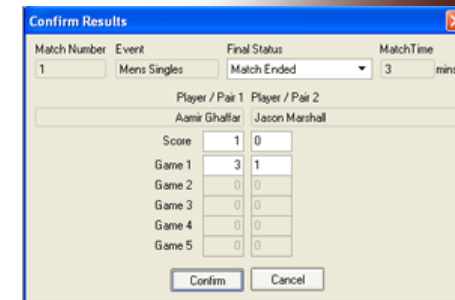 Confirm Results
Match Number Event Final Status MatchTime
1 Mens Singles Match Ended 3 mins
Player / Pair 1 Player / Pair 2
Aamir Ghaffar Jason Marshall
Score 1 0
Game 1 3 1
Game 2 0 0
Game 3 0 0
Game 4 0 0
Game 5 0 0
Confirm Cancel